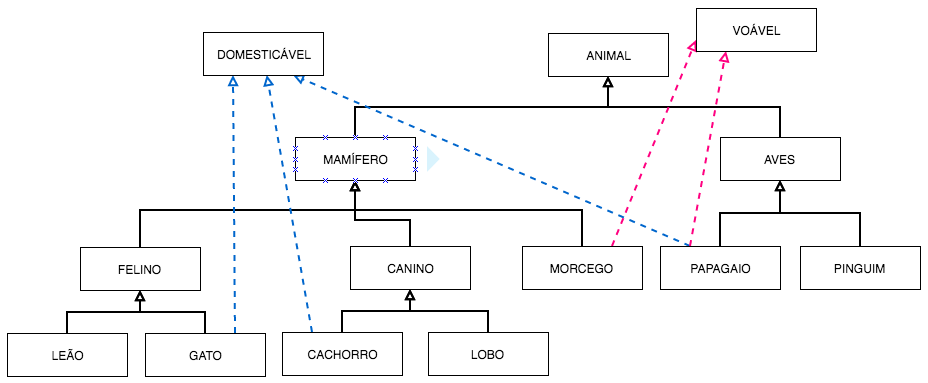 VOÁVEL
DOMESTICÁVEL
ANIMAL
MAMÍFERO
AVES
FELINO
CANINO
MORCEGO
PAPAGAIO
PINGUIM
LEÃO
GATO
CACHORRO
LOBO